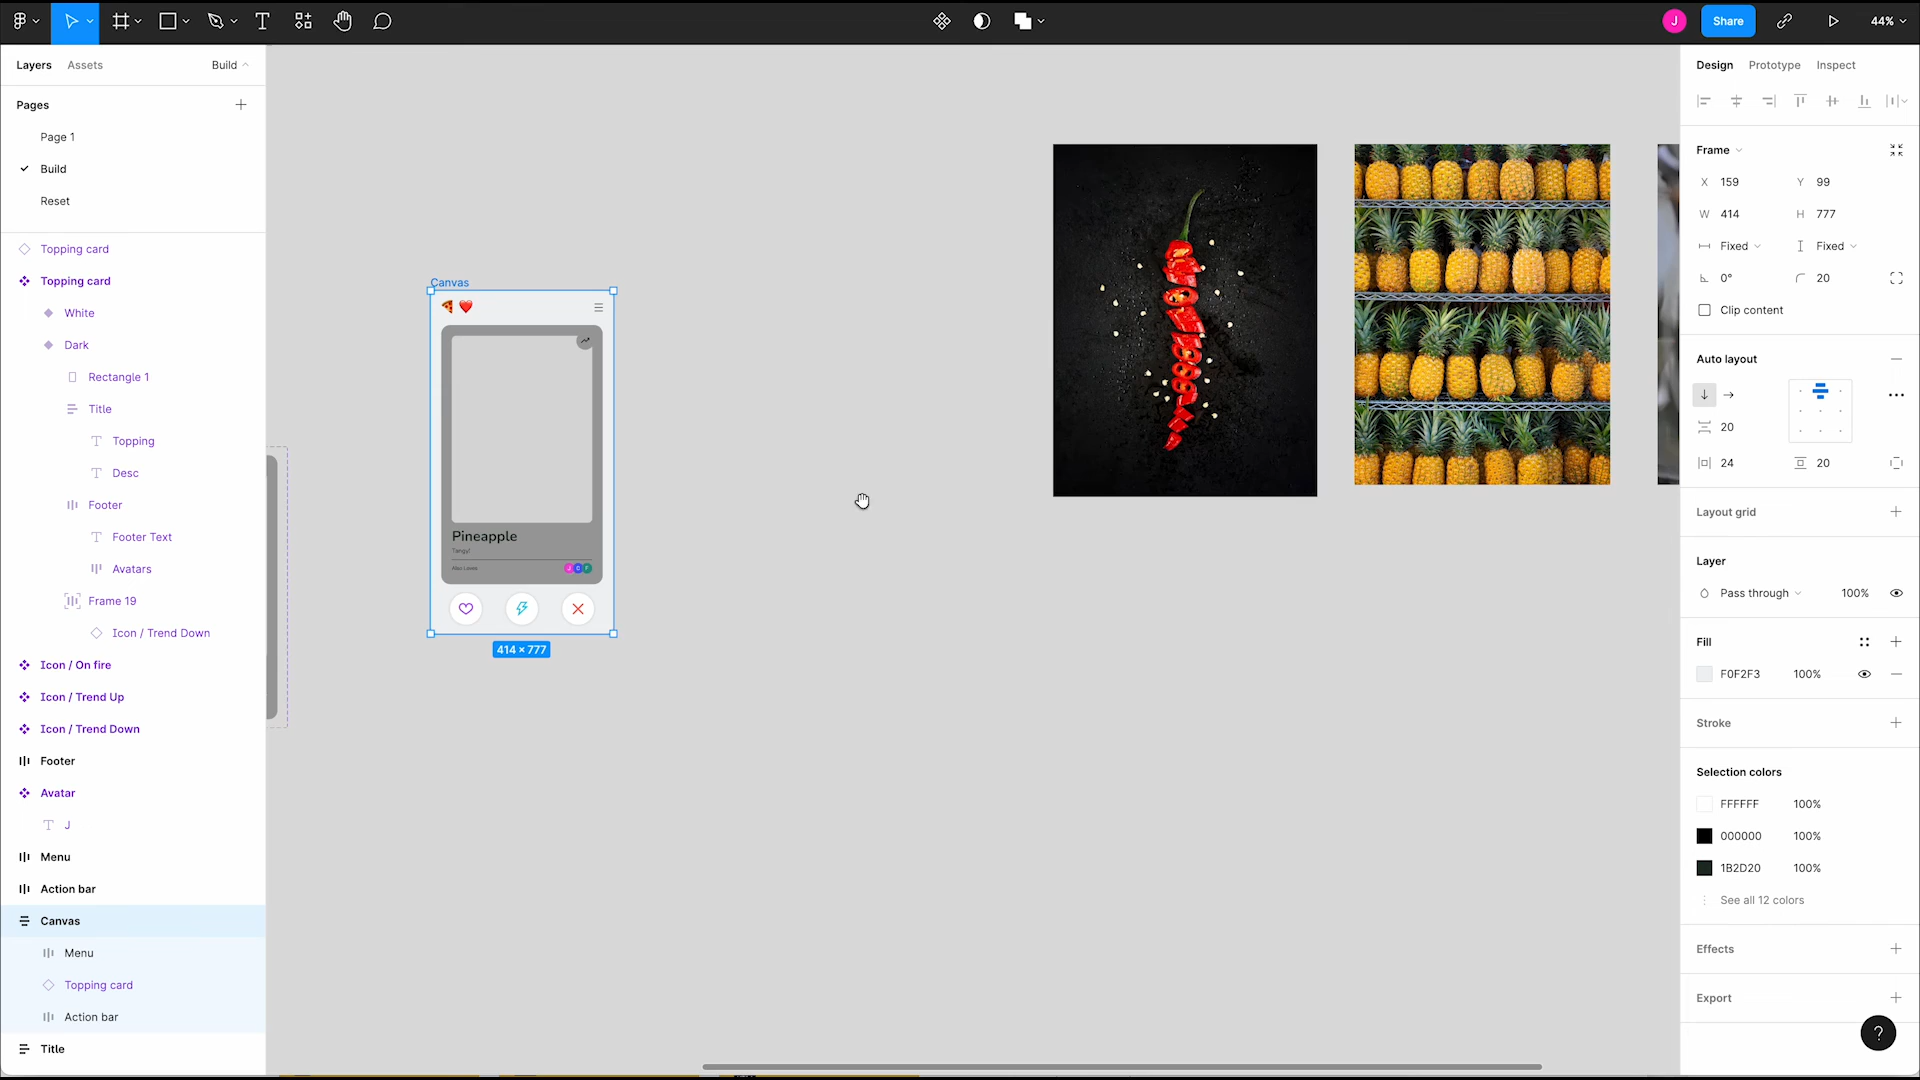 J
Share
44%
Layers
Assets
Build
Pages
Page 1
Build
Reset
Topping card
Topping card
White
Dark
Rectangle 1
Title
Topping
Desc
Footer
Footer Text
Avatars
Frame 19
Icon / Trend Down
Icon / On fire
Icon / Trend Up
Icon / Trend Down
Footer
Avatar
J
Menu
Action bar
Canvas
Menu
Topping card
Action bar
Title
Canvas
Pineapple
Tangy!
Also Loves
J C F
414 × 777
Design
Prototype
Inspect
Frame
X 159
Y 99
W 414
H 777
Fixed
Fixed
0°
20
Clip content
Auto layout
20
24
20
Layout grid
Layer
Pass through
100%
Fill
F0F2F3 100%
Stroke
Selection colors
FFFFFF 100%
000000 100%
1B2D20 100%
See all 12 colors
Effects
Export
?